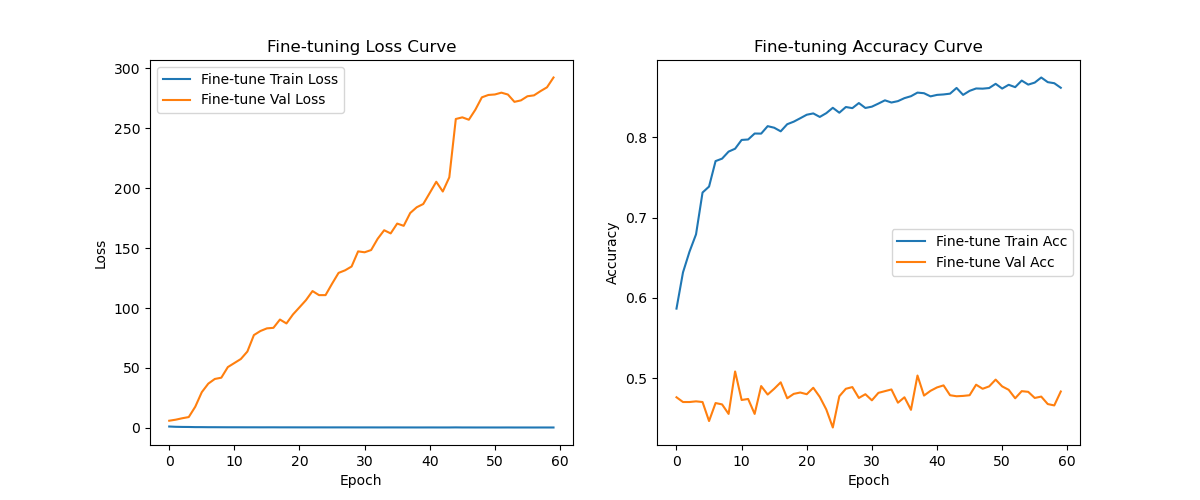 Fine-tuning Loss Curve
Fine-tune Train Loss
Fine-tune Val Loss
300
250
200
150
100
50
0
Loss
0 10 20 30 40 50 60
Epoch
Fine-tuning Accuracy Curve
0.8
0.7
0.6
0.5
Accuracy
Fine-tune Train Acc
Fine-tune Val Acc
0 10 20 30 40 50 60
Epoch